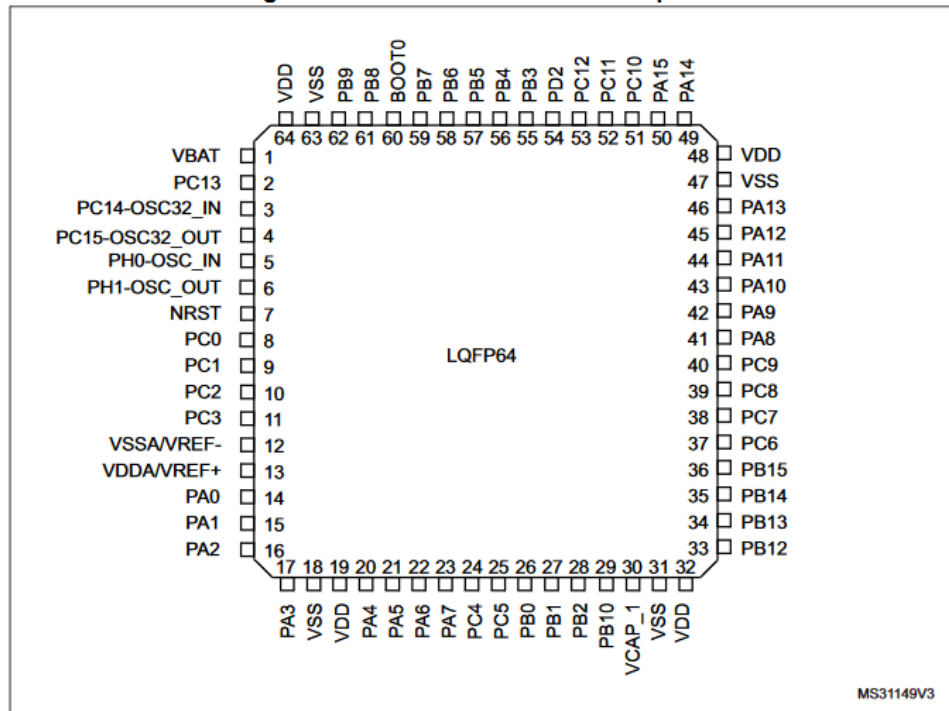 VDD VSS PB9 PB8 BOOT0 PB7 PB6 PB5 PB4 PB3 PD2 PC12 PC11 PC10 PA15 PA14
64 63 62 61 60 59 58 57 56 55 54 53 52 51 50 49
VBAT 1 48 VDD
PC13 2 47 VSS
PC14-OSC32_IN 3 46 PA13
PC15-OSC32_OUT 4 45 PA12
PH0-OSC_IN 5 44 PA11
PH1-OSC_OUT 6 43 PA10
NRST 7 42 PA9
PC0 8 41 PA8
LQFP64
PC1 9 40 PC9
PC2 10 39 PC8
PC3 11 38 PC7
VSSA/VREF- 12 37 PC6
VDDA/VREF+ 13 36 PB15
PA0 14 35 PB14
PA1 15 34 PB13
PA2 16 33 PB12
17 18 19 20 21 22 23 24 25 26 27 28 29 30 31 32
PA3 VSS VDD PA4 PA5 PA6 PA7 PC4 PC5 PB0 PB1 PB2 PB10 VCAP_1 VSS VDD
MS31149V3